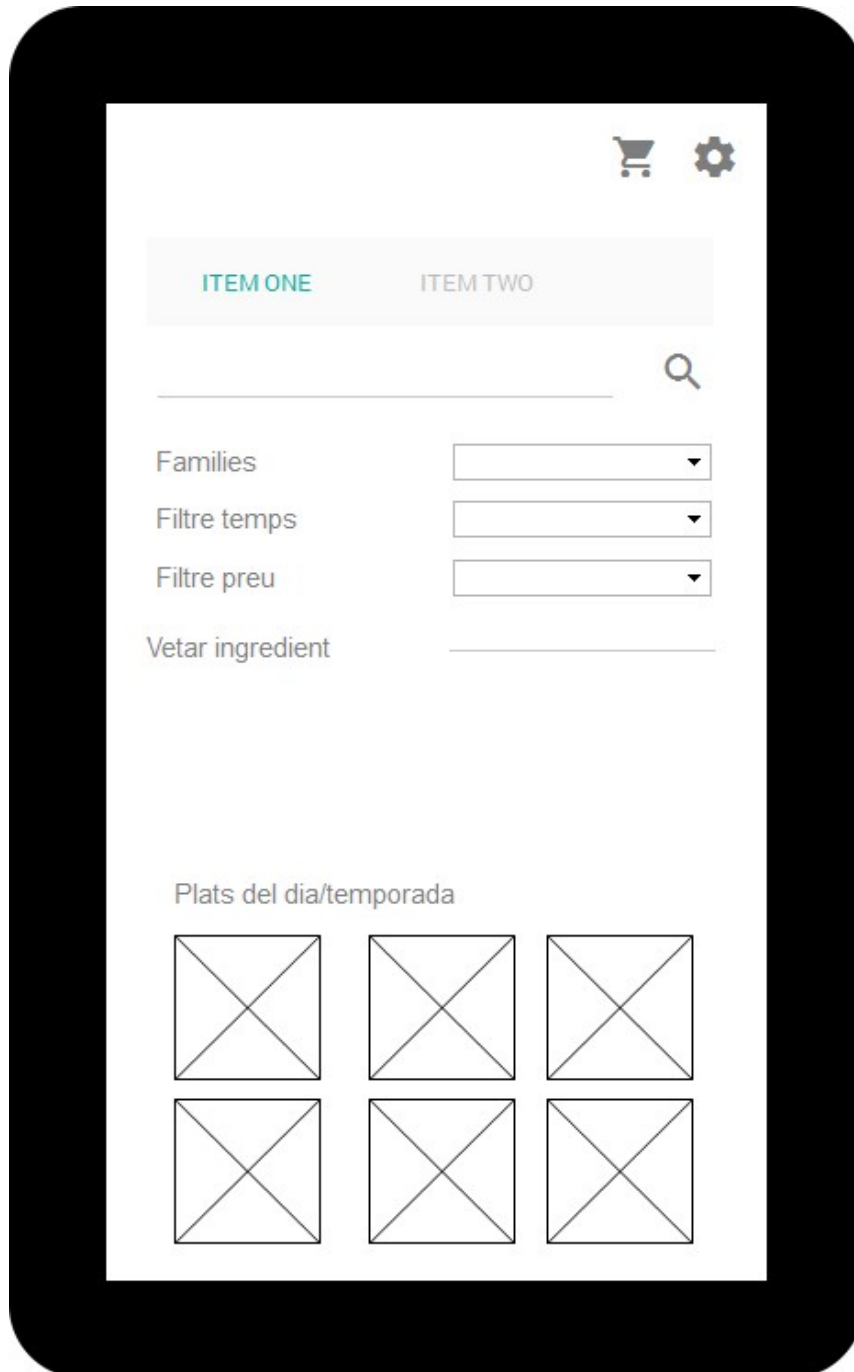 ITEM ONE ITEM TWO
Families
Filtre temps
Filtre preu
Vetar ingredient
Plats del dia/temporada